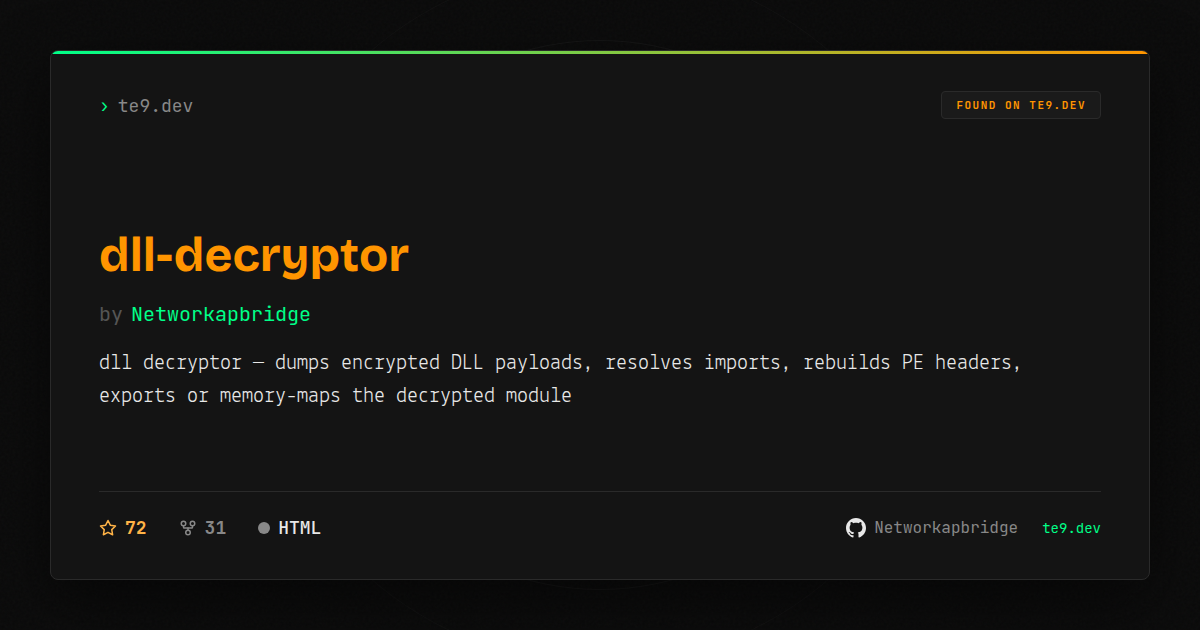 › te9.dev
FOUND ON TE9.DEV
dll-decryptor
by Networkapbridge
dll decryptor — dumps encrypted DLL payloads, resolves imports, rebuilds PE headers,
exports or memory-maps the decrypted module
72 31 HTML
Networkapbridge te9.dev